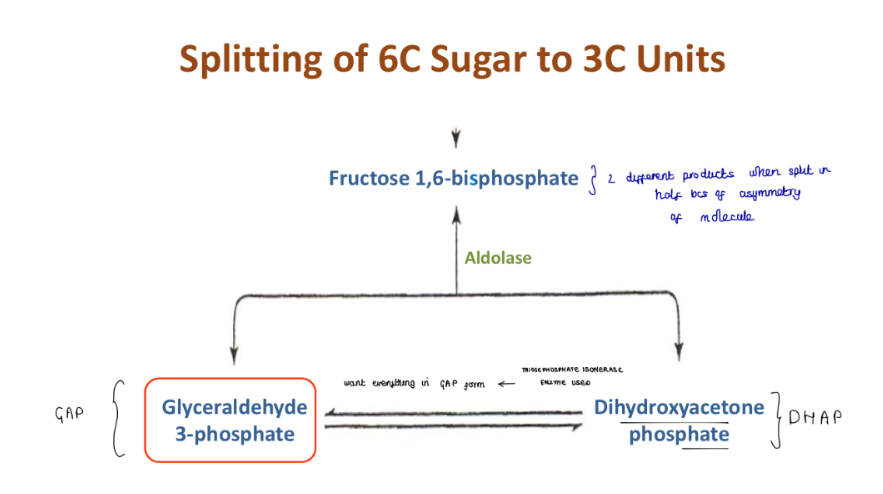 Splitting of 6C Sugar to 3C Units
Fructose 1,6-bisphosphate
2 different products when split in
half bcs of asymmetry
of molecule
Aldolase
TRIOSE PHOSPHATE ISOMERASE
want everything in GAP form ← ENZYME USED
GAP
Glyceraldehyde
3-phosphate
Dihydroxyacetone
phosphate
DHAP